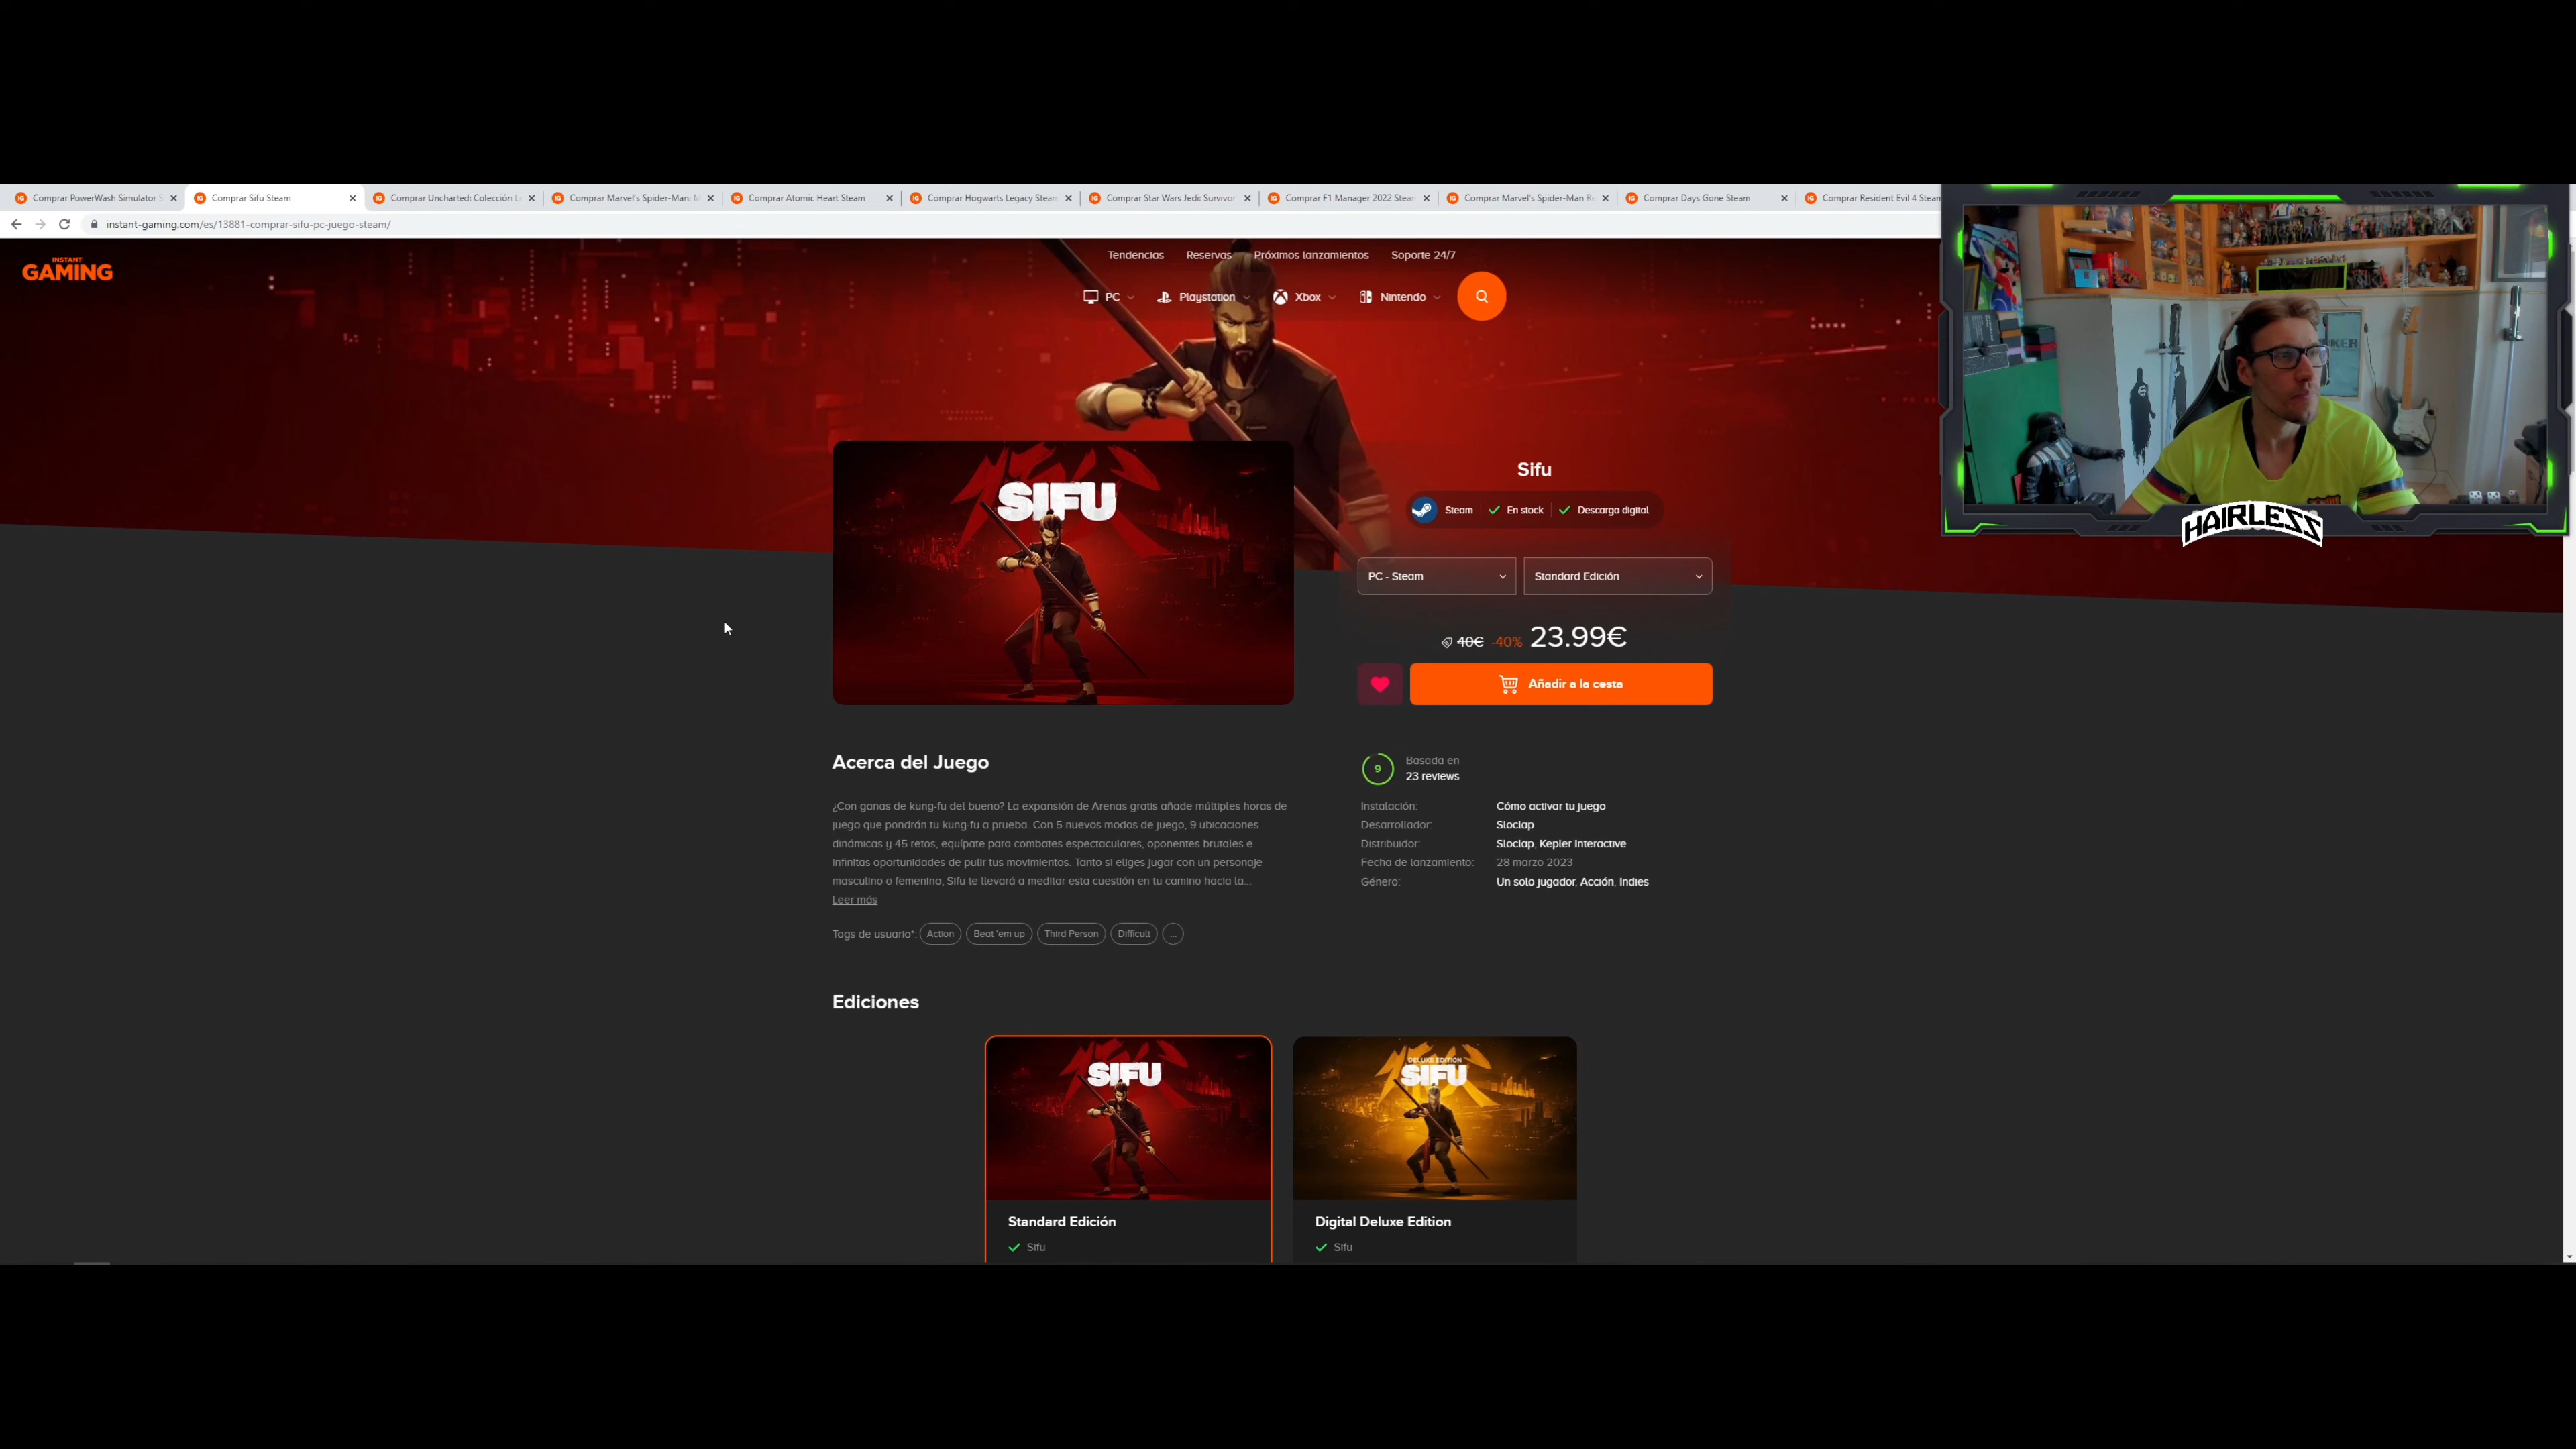 Comprar PowerWash Simulator S
Comprar Sifu Steam
Comprar Uncharted: Colección L
Comprar Marvel's Spider-Man: M
Comprar Atomic Heart Steam
Comprar Hogwarts Legacy Steam
Comprar Star Wars Jedi: Survivor
Comprar F1 Manager 2022 Steam
Comprar Marvel's Spider-Man Re
Comprar Days Gone Steam
Comprar Resident Evil 4 Steam
instant-gaming.com/es/13881-comprar-sifu-pc-juego-steam/
INSTANT
GAMING
Tendencias Reservas Próximos lanzamientos Soporte 24/7
PC Playstation Xbox Nintendo
HAIRLESS
SIFU
Sifu
Steam En stock Descarga digital
PC - Steam Standard Edición
40€ -40% 23.99€
Añadir a la cesta
Acerca del Juego
¿Con ganas de kung-fu del bueno? La expansión de Arenas gratis añade múltiples horas de
juego que pondrán tu kung-fu a prueba. Con 5 nuevos modos de juego, 9 ubicaciones
dinámicas y 45 retos, equípate para combates espectaculares, oponentes brutales e
infinitas oportunidades de pulir tus movimientos. Tanto si eliges jugar con un personaje
masculino o femenino, Sifu te llevará a meditar esta cuestión en tu camino hacia la...
Leer más
Tags de usuario*: Action Beat 'em up Third Person Difficult ...
9 Basada en
23 reviews
Instalación: Cómo activar tu juego
Desarrollador: Sloclap
Distribuidor: Sloclap, Kepler Interactive
Fecha de lanzamiento: 28 marzo 2023
Género: Un solo jugador, Acción, Indies
Ediciones
SIFU
Standard Edición
Sifu
DELUXE EDITION
SIFU
Digital Deluxe Edition
Sifu